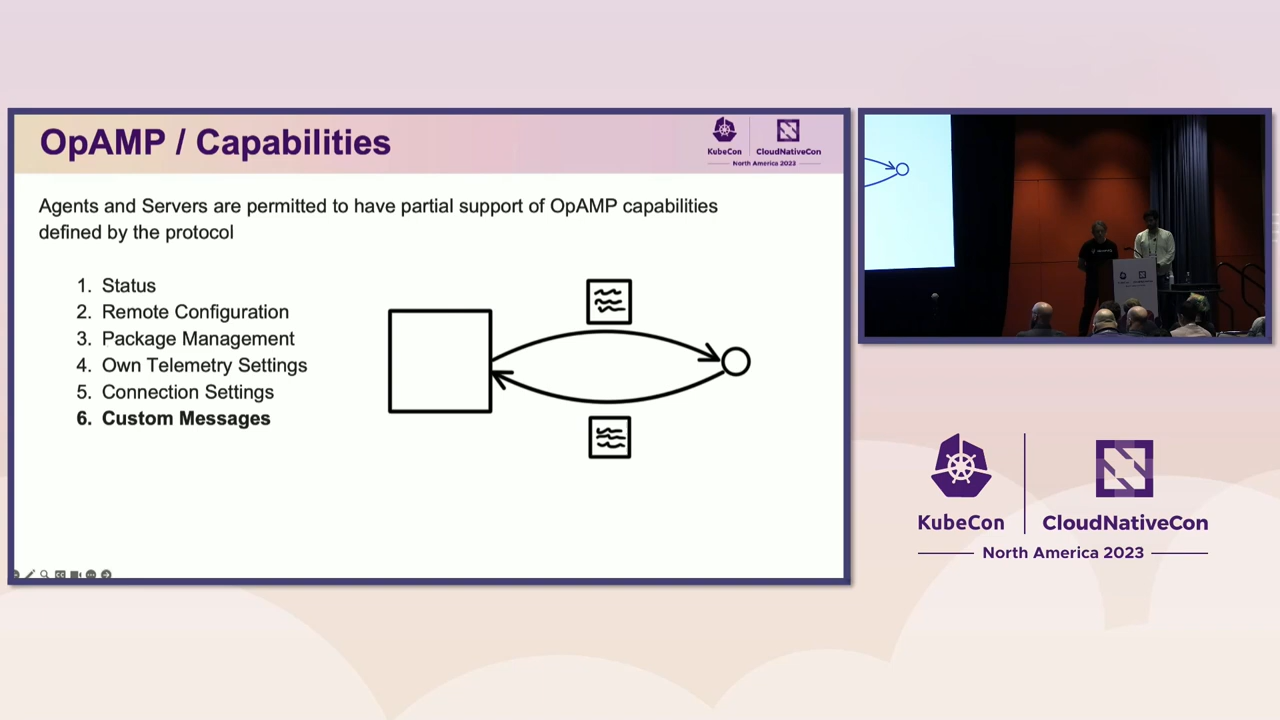 OpAMP / Capabilities
KubeCon
CloudNativeCon
North America 2023
Agents and Servers are permitted to have partial support of OpAMP capabilities
defined by the protocol
1. Status
2. Remote Configuration
3. Package Management
4. Own Telemetry Settings
5. Connection Settings
6. Custom Messages
KubeCon
CloudNativeCon
North America 2023